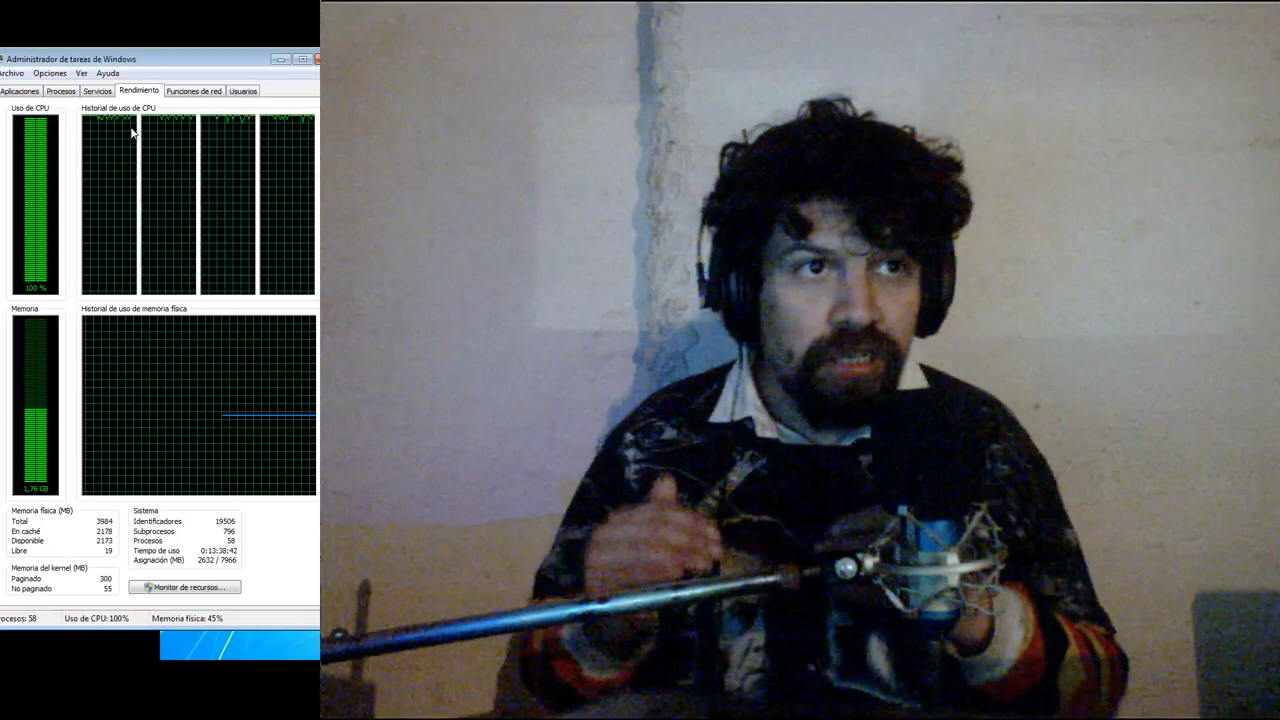 Administrador de tareas de Windows
Archivo Opciones Ver Ayuda
Aplicaciones Procesos Servicios Rendimiento Funciones de red Usuarios
Uso de CPU Historial de uso de CPU
100 %
Memoria Historial de uso de memoria física
1,76 GB
Memoria física (MB)
Total 3984
En caché 2178
Disponible 2173
Libre 19
Memoria del kernel (MB)
Paginado 300
No paginado 55
Sistema
Identificadores 19506
Subprocesos 796
Procesos 58
Tiempo de uso 0:13:38:42
Asignación (MB) 2632 / 7966
Monitor de recursos...
rocesos: 58 Uso de CPU: 100% Memoria física: 45%